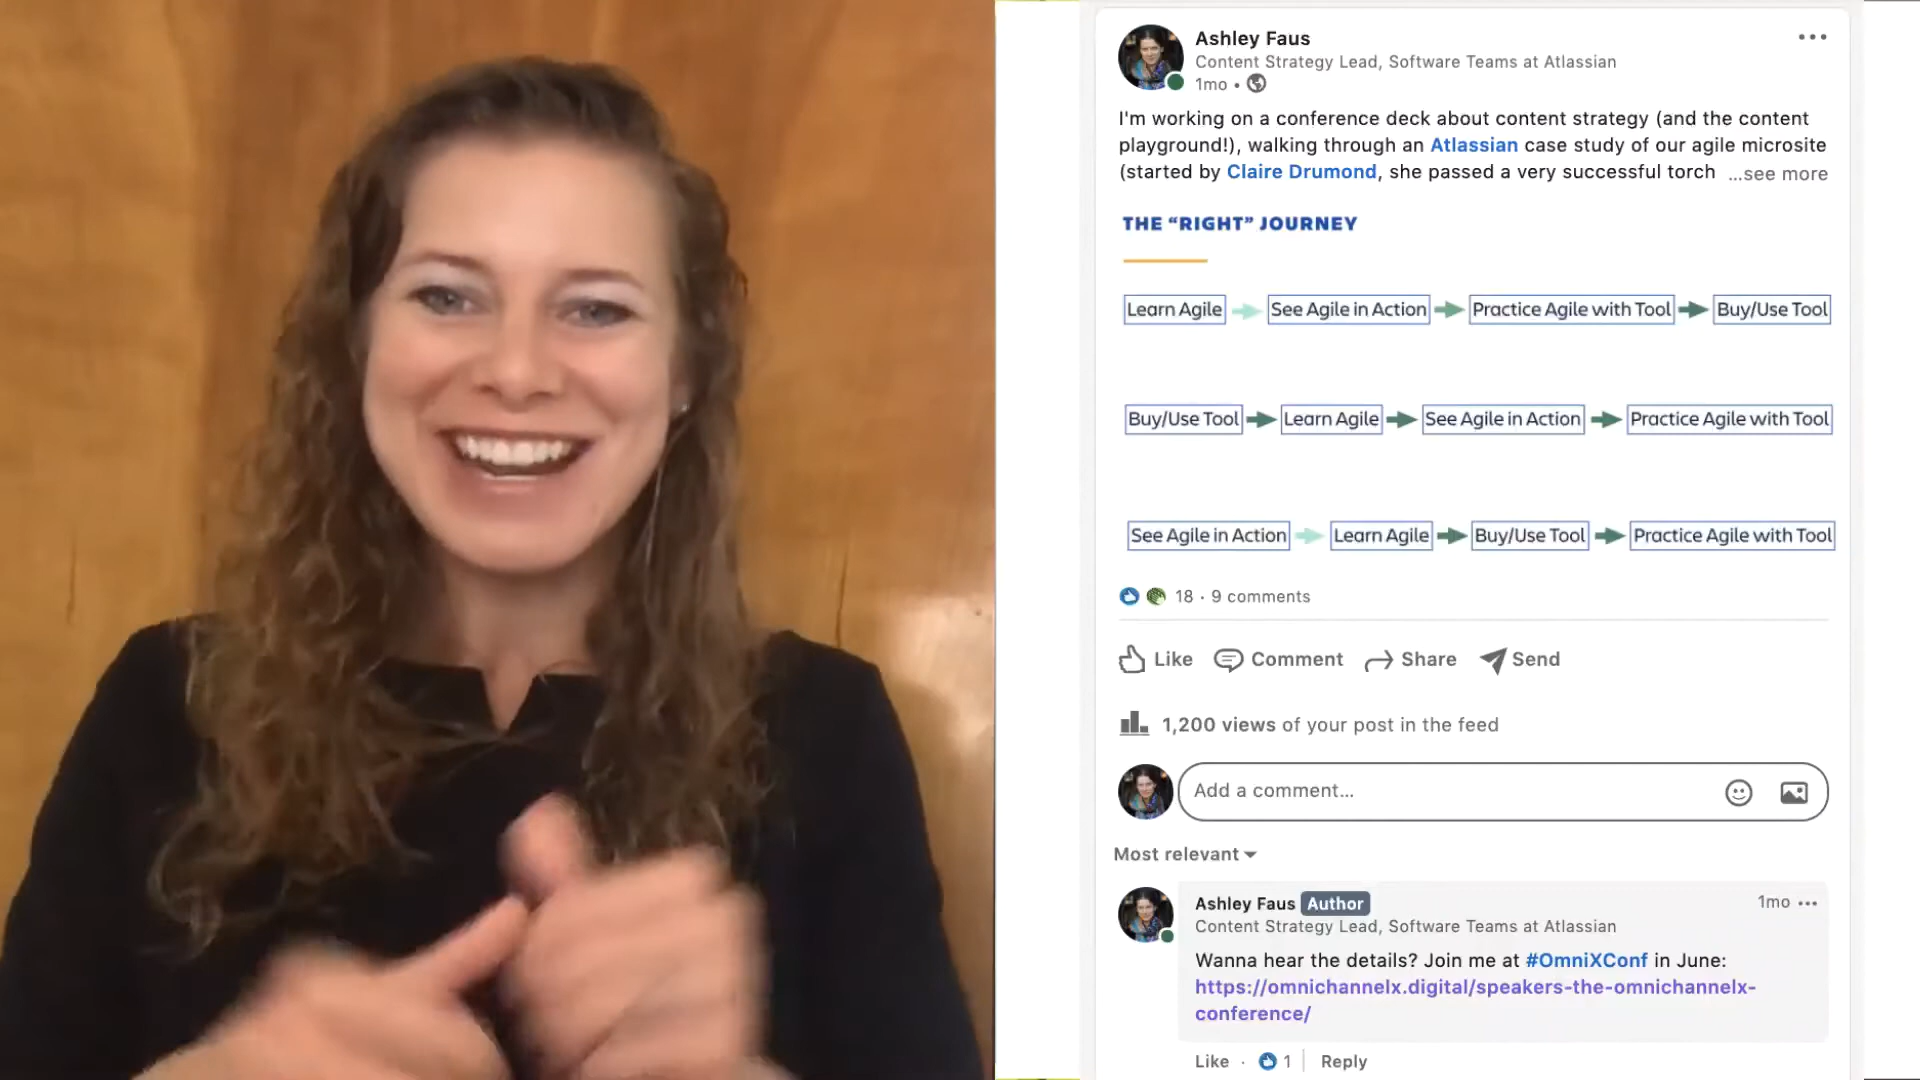 Ashley Faus
Content Strategy Lead, Software Teams at Atlassian
1mo •
I'm working on a conference deck about content strategy (and the content
playground!), walking through an Atlassian case study of our agile microsite
(started by Claire Drumond, she passed a very successful torch ...see more
THE “RIGHT” JOURNEY
Learn Agile See Agile in Action Practice Agile with Tool Buy/Use Tool
Buy/Use Tool Learn Agile See Agile in Action Practice Agile with Tool
See Agile in Action Learn Agile Buy/Use Tool Practice Agile with Tool
18 · 9 comments
Like Comment Share Send
1,200 views of your post in the feed
Add a comment...
Most relevant
Ashley Faus Author 1mo
Content Strategy Lead, Software Teams at Atlassian
Wanna hear the details? Join me at #OmniXConf in June:
https://omnichannelx.digital/speakers-the-omnichannelx-
conference/
Like · 1 Reply